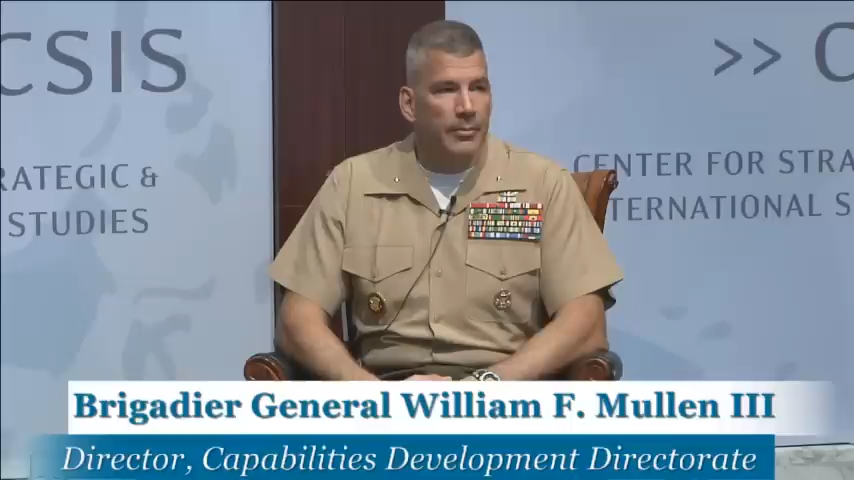 CSIS
RATEGIC &
STUDIES
>> C
CENTER FOR STRA
TERNATIONAL S
Brigadier General William F. Mullen III
Director, Capabilities Development Directorate